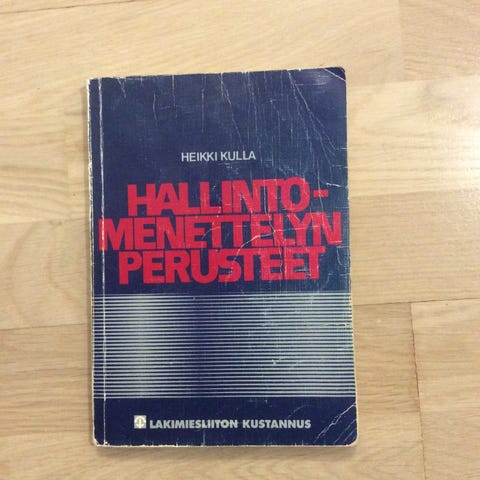 HEIKKI KULLA
HALLINTO-
MENETTELYN
PERUSTEET
LAKIMIESLIITON KUSTANNUS